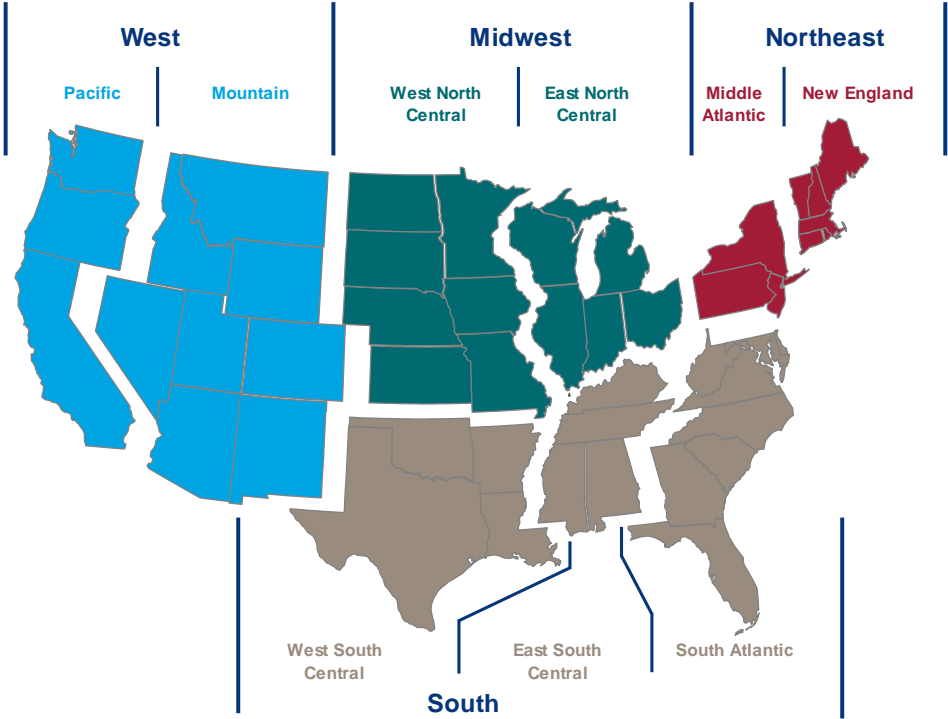 West
Midwest
Northeast
Pacific
Mountain
West North
Central
East North
Central
Middle
Atlantic
New England
West South
Central
East South
Central
South Atlantic
South